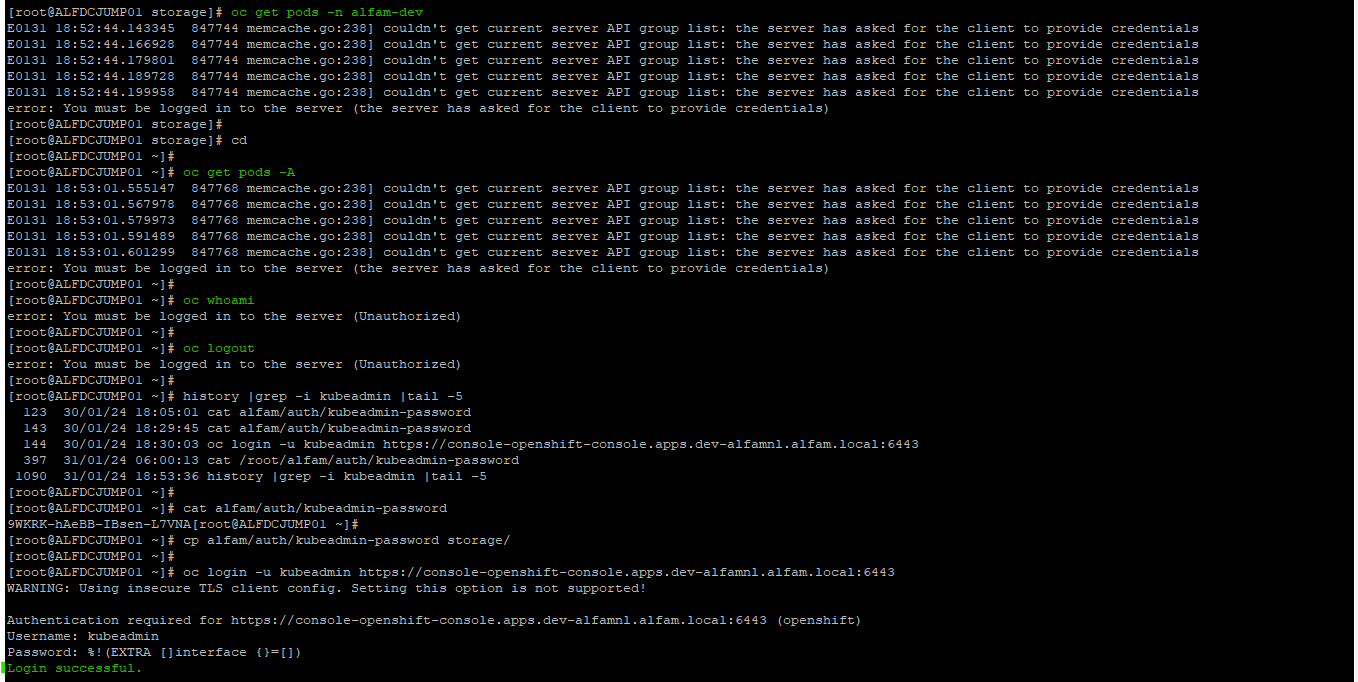 [root@ALFDCJUMP01 storage]# oc get pods -n alfam-dev
E0131 18:52:44.143345  847744 memcache.go:238] couldn't get current server API group list: the server has asked for the client to provide credentials
E0131 18:52:44.166928  847744 memcache.go:238] couldn't get current server API group list: the server has asked for the client to provide credentials
E0131 18:52:44.179801  847744 memcache.go:238] couldn't get current server API group list: the server has asked for the client to provide credentials
E0131 18:52:44.189728  847744 memcache.go:238] couldn't get current server API group list: the server has asked for the client to provide credentials
E0131 18:52:44.199958  847744 memcache.go:238] couldn't get current server API group list: the server has asked for the client to provide credentials
error: You must be logged in to the server (the server has asked for the client to provide credentials)
[root@ALFDCJUMP01 storage]#
[root@ALFDCJUMP01 storage]# cd
[root@ALFDCJUMP01 ~]#
[root@ALFDCJUMP01 ~]# oc get pods -A
E0131 18:53:01.555147  847768 memcache.go:238] couldn't get current server API group list: the server has asked for the client to provide credentials
E0131 18:53:01.567978  847768 memcache.go:238] couldn't get current server API group list: the server has asked for the client to provide credentials
E0131 18:53:01.579973  847768 memcache.go:238] couldn't get current server API group list: the server has asked for the client to provide credentials
E0131 18:53:01.591489  847768 memcache.go:238] couldn't get current server API group list: the server has asked for the client to provide credentials
E0131 18:53:01.601299  847768 memcache.go:238] couldn't get current server API group list: the server has asked for the client to provide credentials
error: You must be logged in to the server (the server has asked for the client to provide credentials)
[root@ALFDCJUMP01 ~]#
[root@ALFDCJUMP01 ~]# oc whoami
error: You must be logged in to the server (Unauthorized)
[root@ALFDCJUMP01 ~]#
[root@ALFDCJUMP01 ~]# oc logout
error: You must be logged in to the server (Unauthorized)
[root@ALFDCJUMP01 ~]#
[root@ALFDCJUMP01 ~]# history |grep -i kubeadmin |tail -5
  123  30/01/24 18:05:01 cat alfam/auth/kubeadmin-password
  143  30/01/24 18:29:45 cat alfam/auth/kubeadmin-password
  144  30/01/24 18:30:03 oc login -u kubeadmin https://console-openshift-console.apps.dev-alfamnl.alfam.local:6443
  397  31/01/24 06:00:13 cat /root/alfam/auth/kubeadmin-password
 1090  31/01/24 18:53:36 history |grep -i kubeadmin |tail -5
[root@ALFDCJUMP01 ~]#
[root@ALFDCJUMP01 ~]# cat alfam/auth/kubeadmin-password
9WKRK-hAeBB-IBsen-L7VNA[root@ALFDCJUMP01 ~]#
[root@ALFDCJUMP01 ~]# cp alfam/auth/kubeadmin-password storage/
[root@ALFDCJUMP01 ~]#
[root@ALFDCJUMP01 ~]# oc login -u kubeadmin https://console-openshift-console.apps.dev-alfamnl.alfam.local:6443
WARNING: Using insecure TLS client config. Setting this option is not supported!

Authentication required for https://console-openshift-console.apps.dev-alfamnl.alfam.local:6443 (openshift)
Username: kubeadmin
Password: %!(EXTRA []interface {}=[])
Login successful.